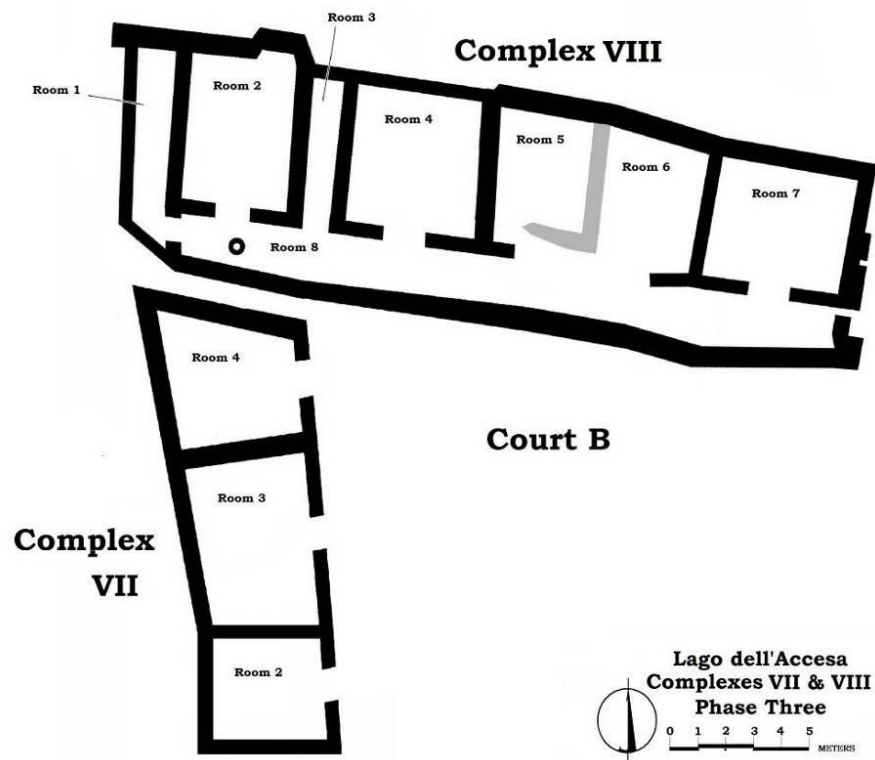 Room 3
Complex VIII
Room 1
Room 2
Room 4
Room 5
Room 6
Room 7
Room 8
Room 4
Court B
Room 3
Complex
VII
Room 2
Lago dell'Accesa
Complexes VII & VIII
Phase Three
0 1 2 3 4 5
METERS